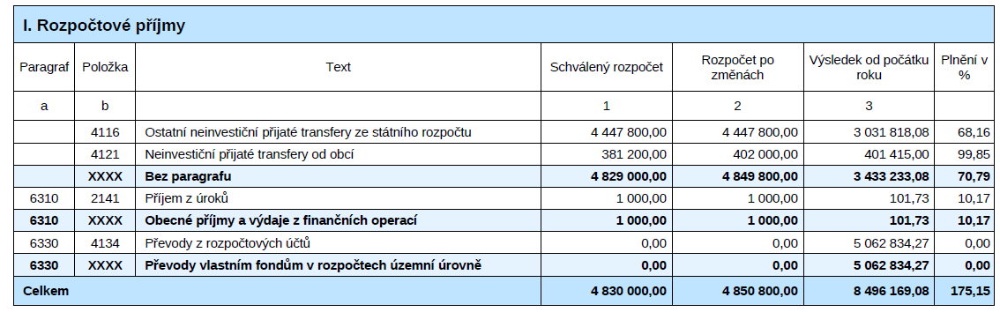 I. Rozpočtové příjmy
Paragraf Položka Text Schválený rozpočet Rozpočet po změnách Výsledek od počátku roku Plnění v %
a b 1 2 3
4116 Ostatní neinvestiční přijaté transfery ze státního rozpočtu 4 447 800,00 4 447 800,00 3 031 818,08 68,16
4121 Neinvestiční přijaté transfery od obcí 381 200,00 402 000,00 401 415,00 99,85
XXXX Bez paragrafu 4 829 000,00 4 849 800,00 3 433 233,08 70,79
6310 2141 Příjem z úroků 1 000,00 1 000,00 101,73 10,17
6310 XXXX Obecné příjmy a výdaje z finančních operací 1 000,00 1 000,00 101,73 10,17
6330 4134 Převody z rozpočtových účtů 0,00 0,00 5 062 834,27 0,00
6330 XXXX Převody vlastním fondům v rozpočtech územní úrovně 0,00 0,00 5 062 834,27 0,00
Celkem 4 830 000,00 4 850 800,00 8 496 169,08 175,15